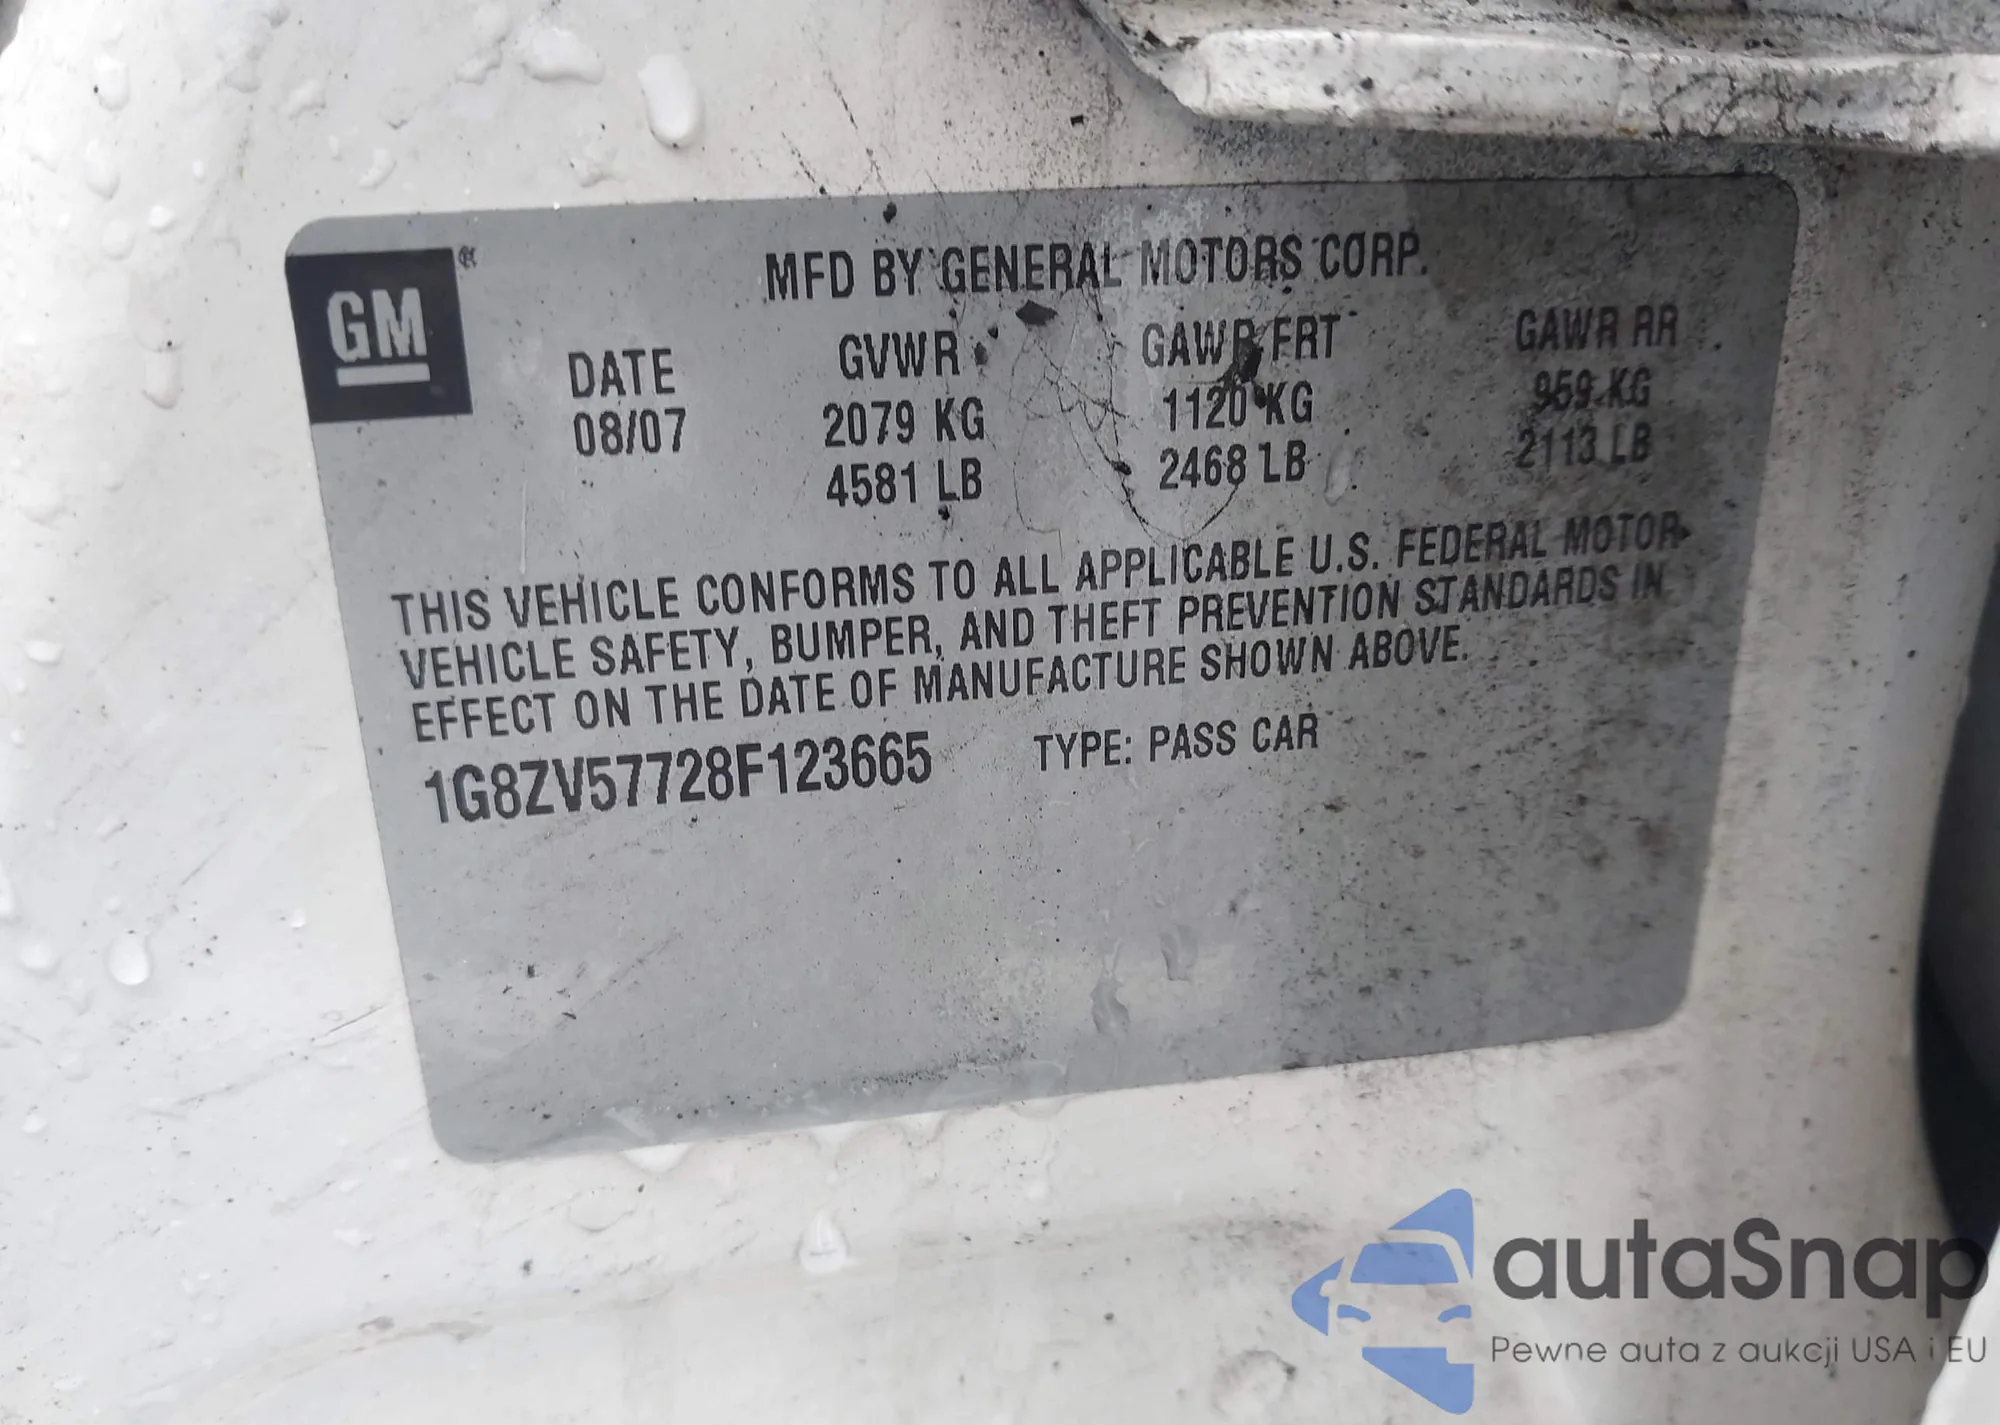 GM
MFD BY GENERAL MOTORS CORP.
DATE GVWR GAWR FRT GAWR RR
08/07 2079 KG 1120 KG 959 KG
4581 LB 2468 LB 2113 LB
THIS VEHICLE CONFORMS TO ALL APPLICABLE U.S. FEDERAL MOTOR
VEHICLE SAFETY, BUMPER, AND THEFT PREVENTION STANDARDS IN
EFFECT ON THE DATE OF MANUFACTURE SHOWN ABOVE.
1G8ZV57728F123665 TYPE: PASS CAR
autaSnap
Pewne auta z aukcji USA i EU